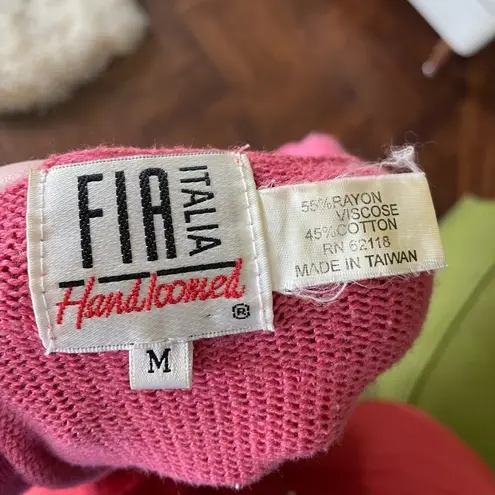 FIA ITALIA
Handloomed
®
M
55% RAYON
VISCOSE
45% COTTON
RN 62118
MADE IN TAIWAN